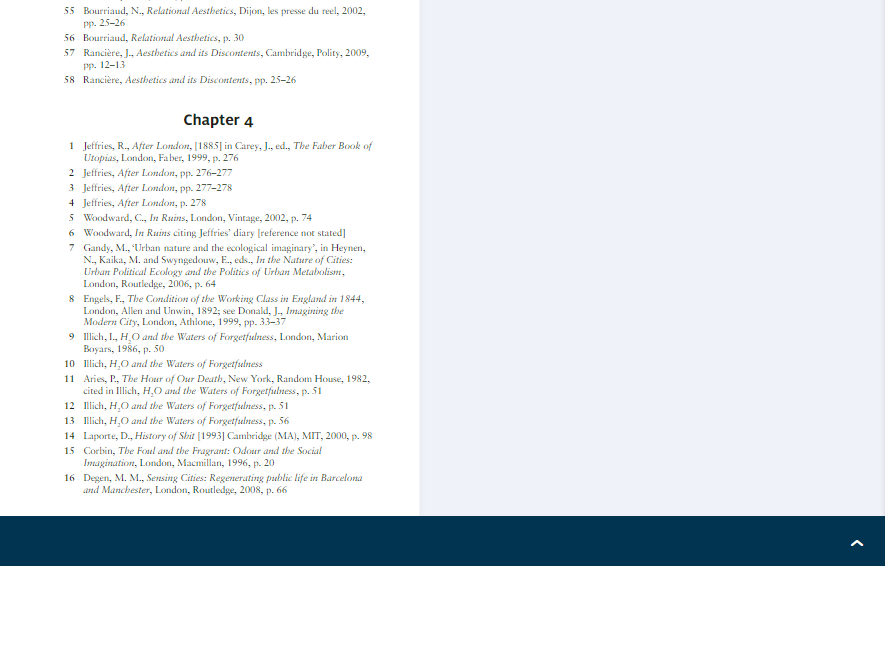 55 Bourriaud, N., Relational Aesthetics, Dijon, les presse du reel, 2002,
pp. 25–26
56 Bourriaud, Relational Aesthetics, p. 30
57 Rancière, J., Aesthetics and its Discontents, Cambridge, Polity, 2009,
pp. 12–13
58 Rancière, Aesthetics and its Discontents, pp. 25–26
Chapter 4
1 Jeffries, R., After London, [1885] in Carey, J., ed., The Faber Book of
Utopias, London, Faber, 1999, p. 276
2 Jeffries, After London, pp. 276–277
3 Jeffries, After London, pp. 277–278
4 Jeffries, After London, p. 278
5 Woodward, C., In Ruins, London, Vintage, 2002, p. 74
6 Woodward, In Ruins citing Jeffries' diary [reference not stated]
7 Gandy, M., 'Urban nature and the ecological imaginary', in Heynen,
N., Kaika, M. and Swyngedouw, E., eds., In the Nature of Cities:
Urban Political Ecology and the Politics of Urban Metabolism,
London, Routledge, 2006, p. 64
8 Engels, F., The Condition of the Working Class in England in 1844,
London, Allen and Unwin, 1892; see Donald, J., Imagining the
Modern City, London, Athlone, 1999, pp. 33–37
9 Illich, I., H₂O and the Waters of Forgetfulness, London, Marion
Boyars, 1986, p. 50
10 Illich, H₂O and the Waters of Forgetfulness
11 Aries, P., The Hour of Our Death, New York, Random House, 1982,
cited in Illich, H₂O and the Waters of Forgetfulness, p. 51
12 Illich, H₂O and the Waters of Forgetfulness, p. 51
13 Illich, H₂O and the Waters of Forgetfulness, p. 56
14 Laporte, D., History of Shit [1993] Cambridge (MA), MIT, 2000, p. 98
15 Corbin, The Foul and the Fragrant: Odour and the Social
Imagination, London, Macmillan, 1996, p. 20
16 Degen, M. M., Sensing Cities: Regenerating public life in Barcelona
and Manchester, London, Routledge, 2008, p. 66